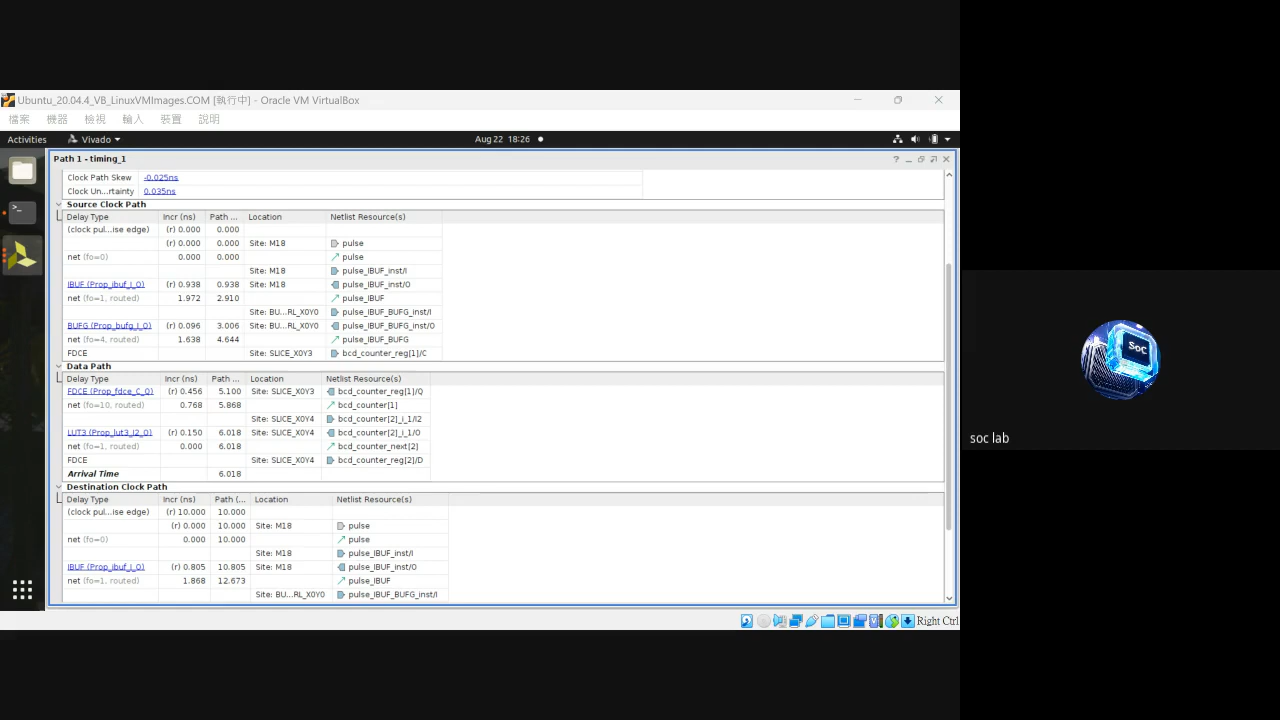 Ubuntu_20.04.4_VB_LinuxVMImages.COM [執行中] - Oracle VM VirtualBox
檔案 機器 檢視 輸入 裝置 說明
Activities Vivado Aug 22 18:26
Path 1 - timing_1
Clock Path Skew -0.025ns
Clock Un...rtainty 0.035ns
Source Clock Path
Delay Type Incr (ns) Path ... Location Netlist Resource(s)
(clock pul...ise edge) (r) 0.000 0.000
(r) 0.000 0.000 Site: M18 pulse
net (fo=0) 0.000 0.000 pulse
Site: M18 pulse_IBUF_inst/I
IBUF (Prop_ibuf_I_O) (r) 0.938 0.938 Site: M18 pulse_IBUF_inst/O
net (fo=1, routed) 1.972 2.910 pulse_IBUF
Site: BU...RL_X0Y0 pulse_IBUF_BUFG_inst/I
BUFG (Prop_bufg_I_O) (r) 0.096 3.006 Site: BU...RL_X0Y0 pulse_IBUF_BUFG_inst/O
net (fo=4, routed) 1.638 4.644 pulse_IBUF_BUFG
FDCE Site: SLICE_X0Y3 bcd_counter_reg[1]/C
Data Path
Delay Type Incr (ns) Path ... Location Netlist Resource(s)
FDCE (Prop_fdce_C_Q) (r) 0.456 5.100 Site: SLICE_X0Y3 bcd_counter_reg[1]/Q
net (fo=10, routed) 0.768 5.868 bcd_counter[1]
Site: SLICE_X0Y4 bcd_counter[2]_i_1/I2
LUT3 (Prop_lut3_I2_O) (r) 0.150 6.018 Site: SLICE_X0Y4 bcd_counter[2]_i_1/O
net (fo=1, routed) 0.000 6.018 bcd_counter_next[2]
FDCE Site: SLICE_X0Y4 bcd_counter_reg[2]/D
Arrival Time 6.018
Destination Clock Path
Delay Type Incr (ns) Path (... Location Netlist Resource(s)
(clock pul...ise edge) (r) 10.000 10.000
(r) 0.000 10.000 Site: M18 pulse
net (fo=0) 0.000 10.000 pulse
Site: M18 pulse_IBUF_inst/I
IBUF (Prop_ibuf_I_O) (r) 0.805 10.805 Site: M18 pulse_IBUF_inst/O
net (fo=1, routed) 1.868 12.673 pulse_IBUF
Site: BU...RL_X0Y0 pulse_IBUF_BUFG_inst/I
Right Ctrl
SoC
soc lab